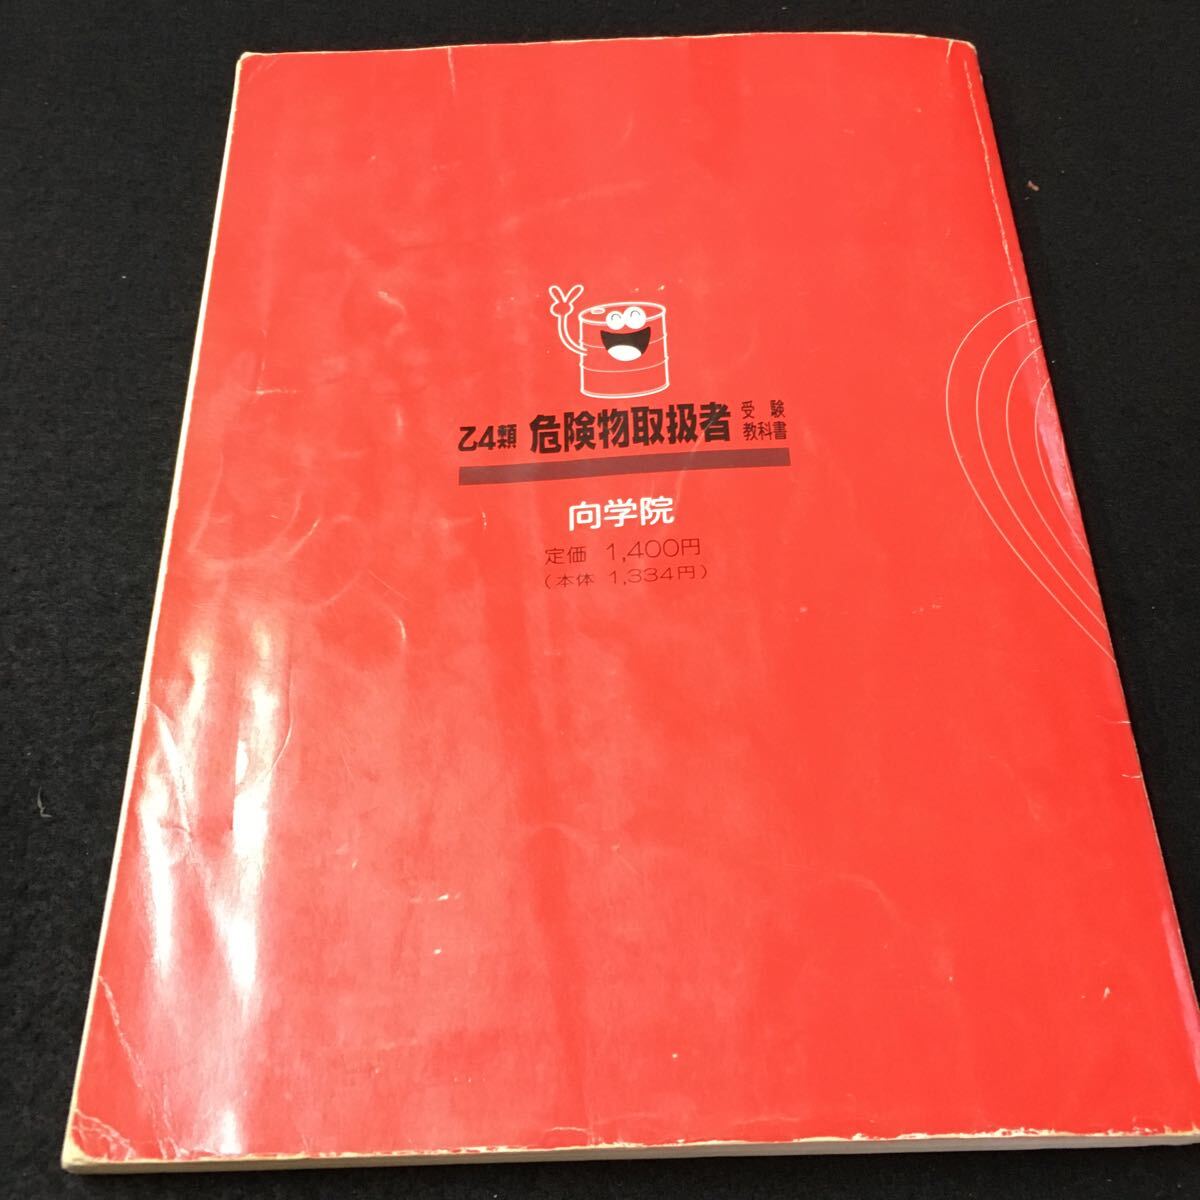 乙4類 危険物取扱者 受験教科書
向学院
定価 1,400円
(本体 1,334円)